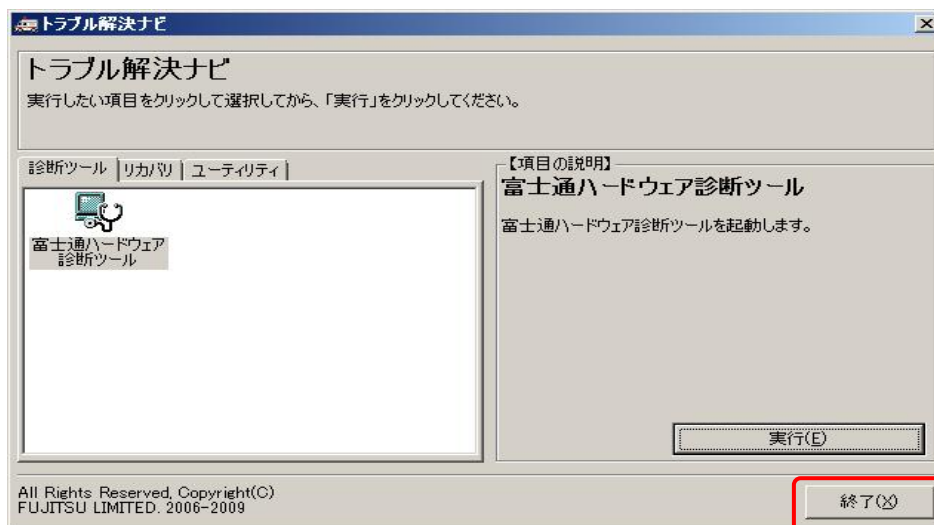 トラブル解決ナビ
トラブル解決ナビ
実行したい項目をクリックして選択してから、「実行」をクリックしてください。
診断ツール リカバリ ユーティリティ
富士通ハードウェア
診断ツール
【項目の説明】
富士通ハードウェア診断ツール
富士通ハードウェア診断ツールを起動します。
実行(E)
All Rights Reserved, Copyright(C)
FUJITSU LIMITED. 2006-2009
終了(X)